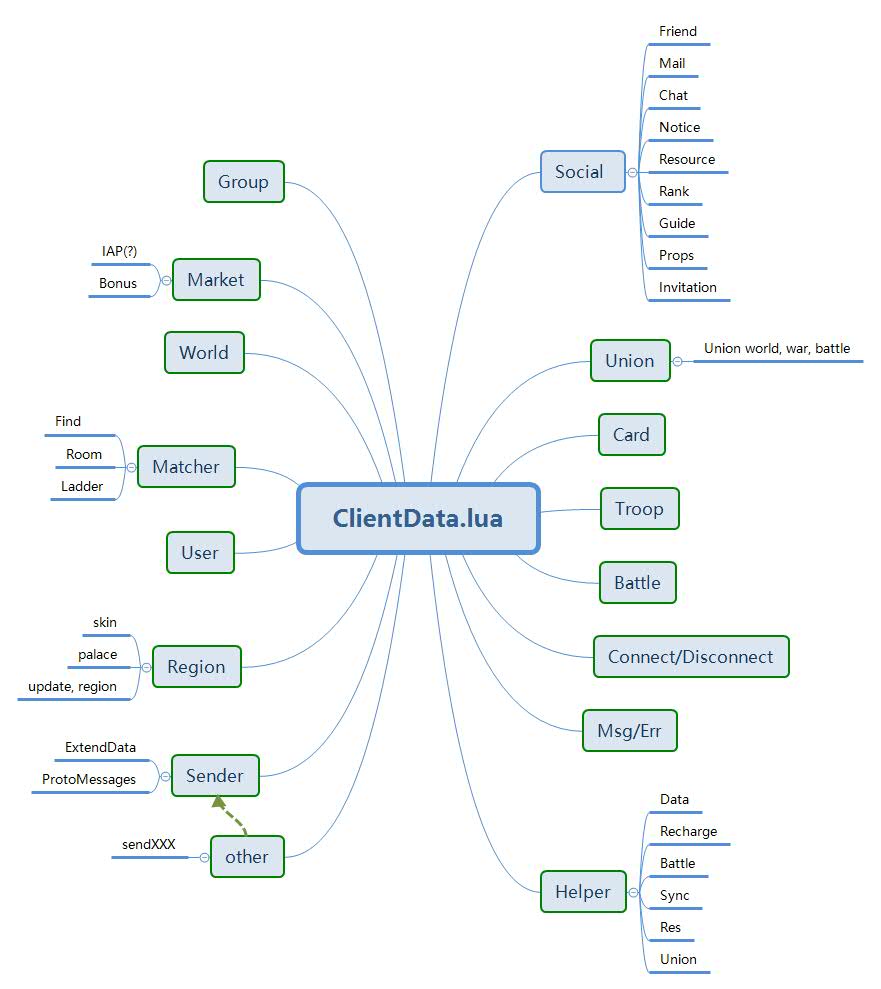 ClientData.lua
Social
Friend
Mail
Chat
Notice
Resource
Rank
Guide
Props
Invitation
Union
Union world, war, battle
Card
Troop
Battle
Connect/Disconnect
Msg/Err
Helper
Data
Recharge
Battle
Sync
Res
Union
Group
Market
IAP(?)
Bonus
World
Matcher
Find
Room
Ladder
User
Region
skin
palace
update, region
Sender
ExtendData
ProtoMessages
other
sendXXX